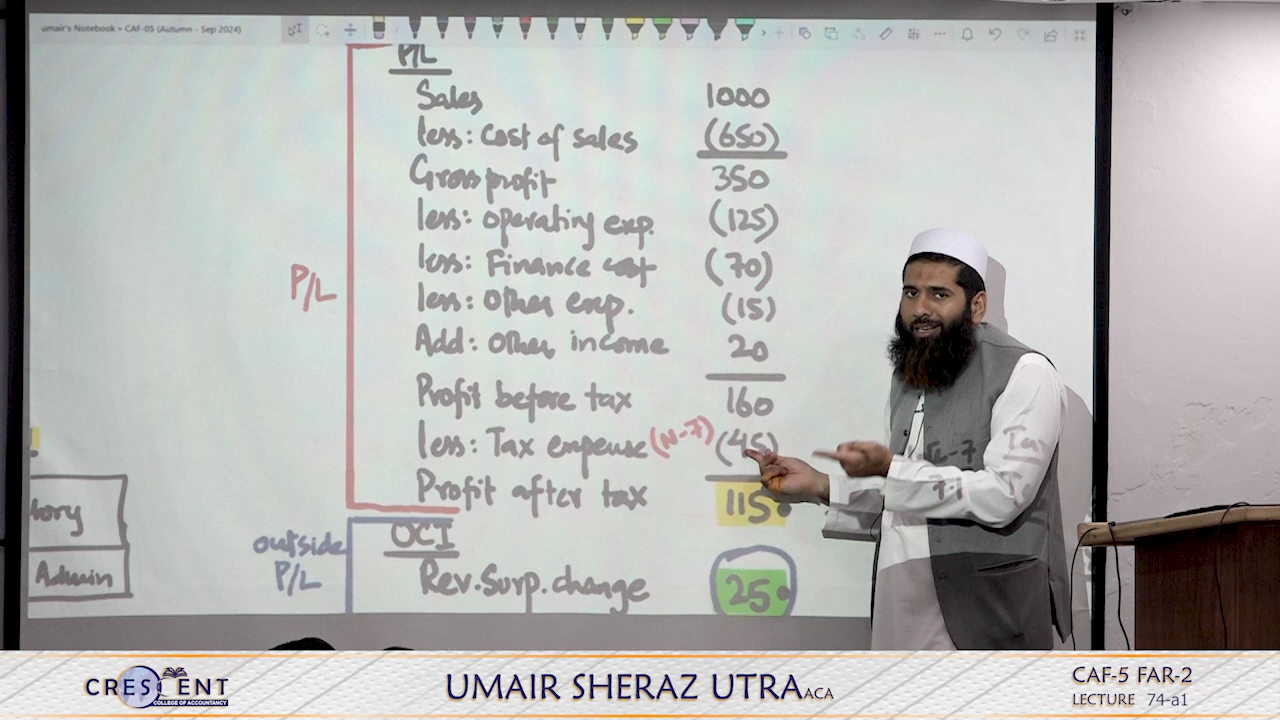 umair's Notebook » CAF-05 (Autumn - Sep 2024)
P/L
Sales 1000
less: cost of sales (650)
Gross profit 350
less: operating exp. (125)
less: Finance cost (70)
less: other exp. (15)
Add: other income 20
Profit before tax 160
less: Tax expense (N-7) (45)
Profit after tax 115
P/L
OCI
Rev. Surp. change 25
outside
P/L
tory
Admin
CRESCENT
COLLEGE OF ACCOUNTANCY
UMAIR SHERAZ UTRA ACA
CAF-5 FAR-2
LECTURE 74-a1